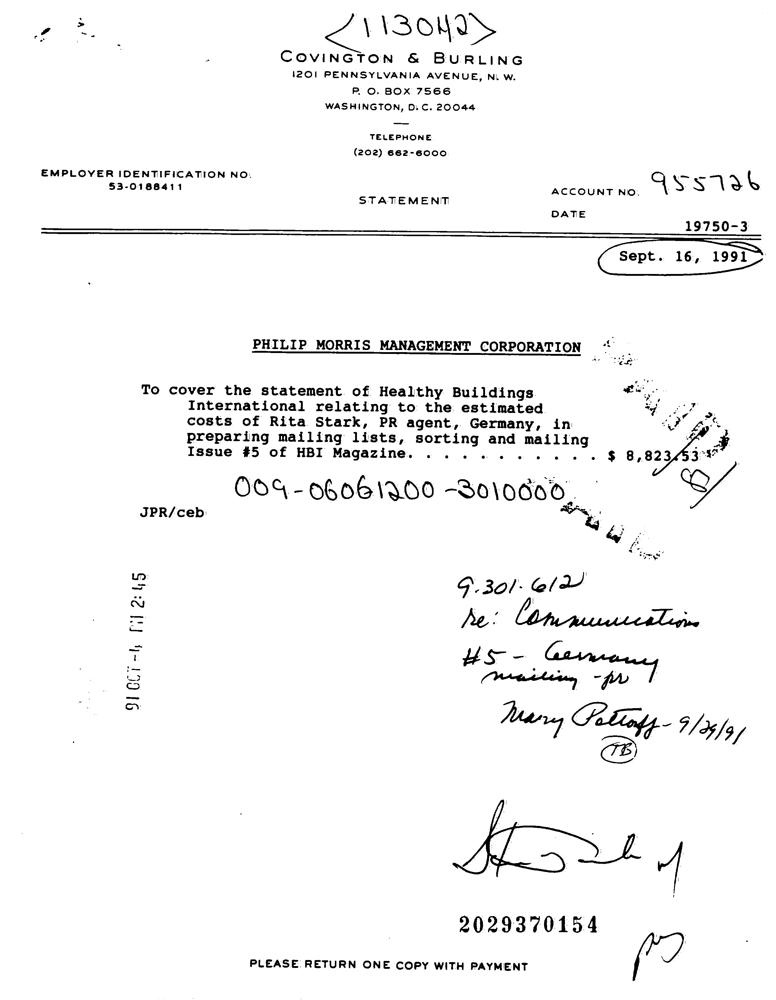 <113042>
COVINGTON & BURLING
1201 PENNSYLVANIA AVENUE, N. W.
P. O. BOX 7566
WASHINGTON, D. C. 20044
TELEPHONE
(202) 662-6000
EMPLOYER IDENTIFICATION NO.
53-0188411
STATEMENT
ACCOUNT NO. 955726
DATE
19750-3
Sept. 16, 1991
PHILIP MORRIS MANAGEMENT CORPORATION
To cover the statement of Healthy Buildings
International relating to the estimated
costs of Rita Stark, PR agent, Germany, in
preparing mailing lists, sorting and mailing
Issue #5 of HBI Magazine. . . . . . . . . . . . $ 8,823.53
009-06061200-3010000
JPR/ceb
91 OCT -4 PM 2:45
9.301.612
re: Communications
#5 - Germany
mailing - pr
Mary Pottorff - 9/29/91
TB
2029370154
PLEASE RETURN ONE COPY WITH PAYMENT